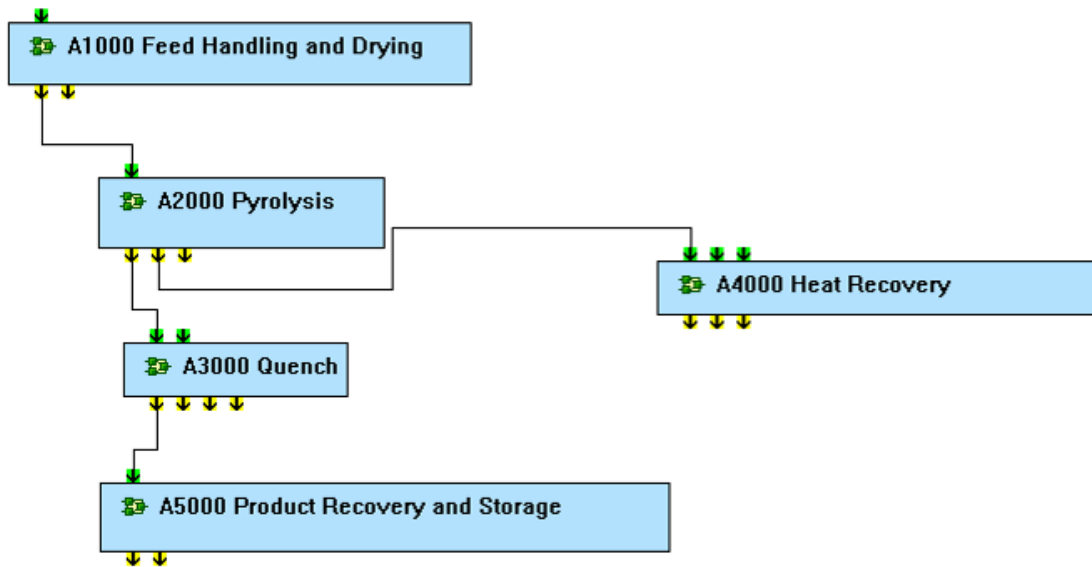 A1000 Feed Handling and Drying
A2000 Pyrolysis
A4000 Heat Recovery
A3000 Quench
A5000 Product Recovery and Storage